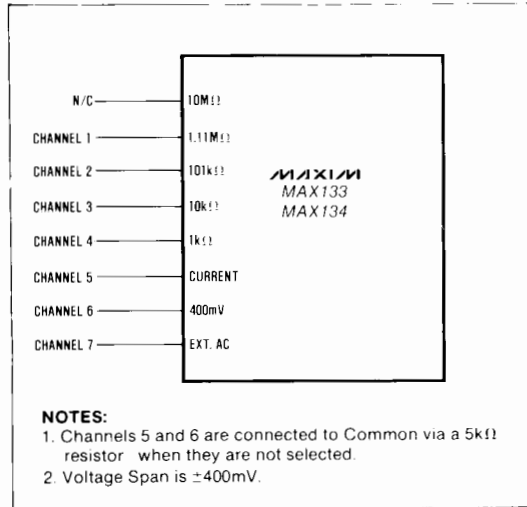 N/C 10MΩ
CHANNEL 1 1.11MΩ
CHANNEL 2 101kΩ
CHANNEL 3 10kΩ
CHANNEL 4 1kΩ
CHANNEL 5 CURRENT
CHANNEL 6 400mV
CHANNEL 7 EXT. AC
MAXIM
MAX133
MAX134
NOTES:
1. Channels 5 and 6 are connected to Common via a 5kΩ
resistor when they are not selected.
2. Voltage Span is ±400mV.